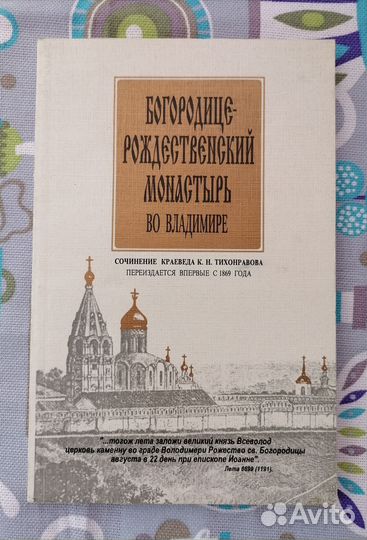 БОГОРОДИЦЕ-
РОЖДЕСТВЕНСКИЙ
МОНАСТЫРЬ
ВО ВЛАДИМИРЕ
СОЧИНЕНИЕ КРАЕВЕДА К. Н. ТИХОНРАВОВА
ПЕРЕИЗДАЕТСЯ ВПЕРВЫЕ С 1869 ГОДА
"...тогож лета заложи великий князь Всеволод
церковь каменну во граде Володимери Рожество св. Богородицы
августа в 22 день при епископе Иоанне".
Лета 6699 (1191).
Avito